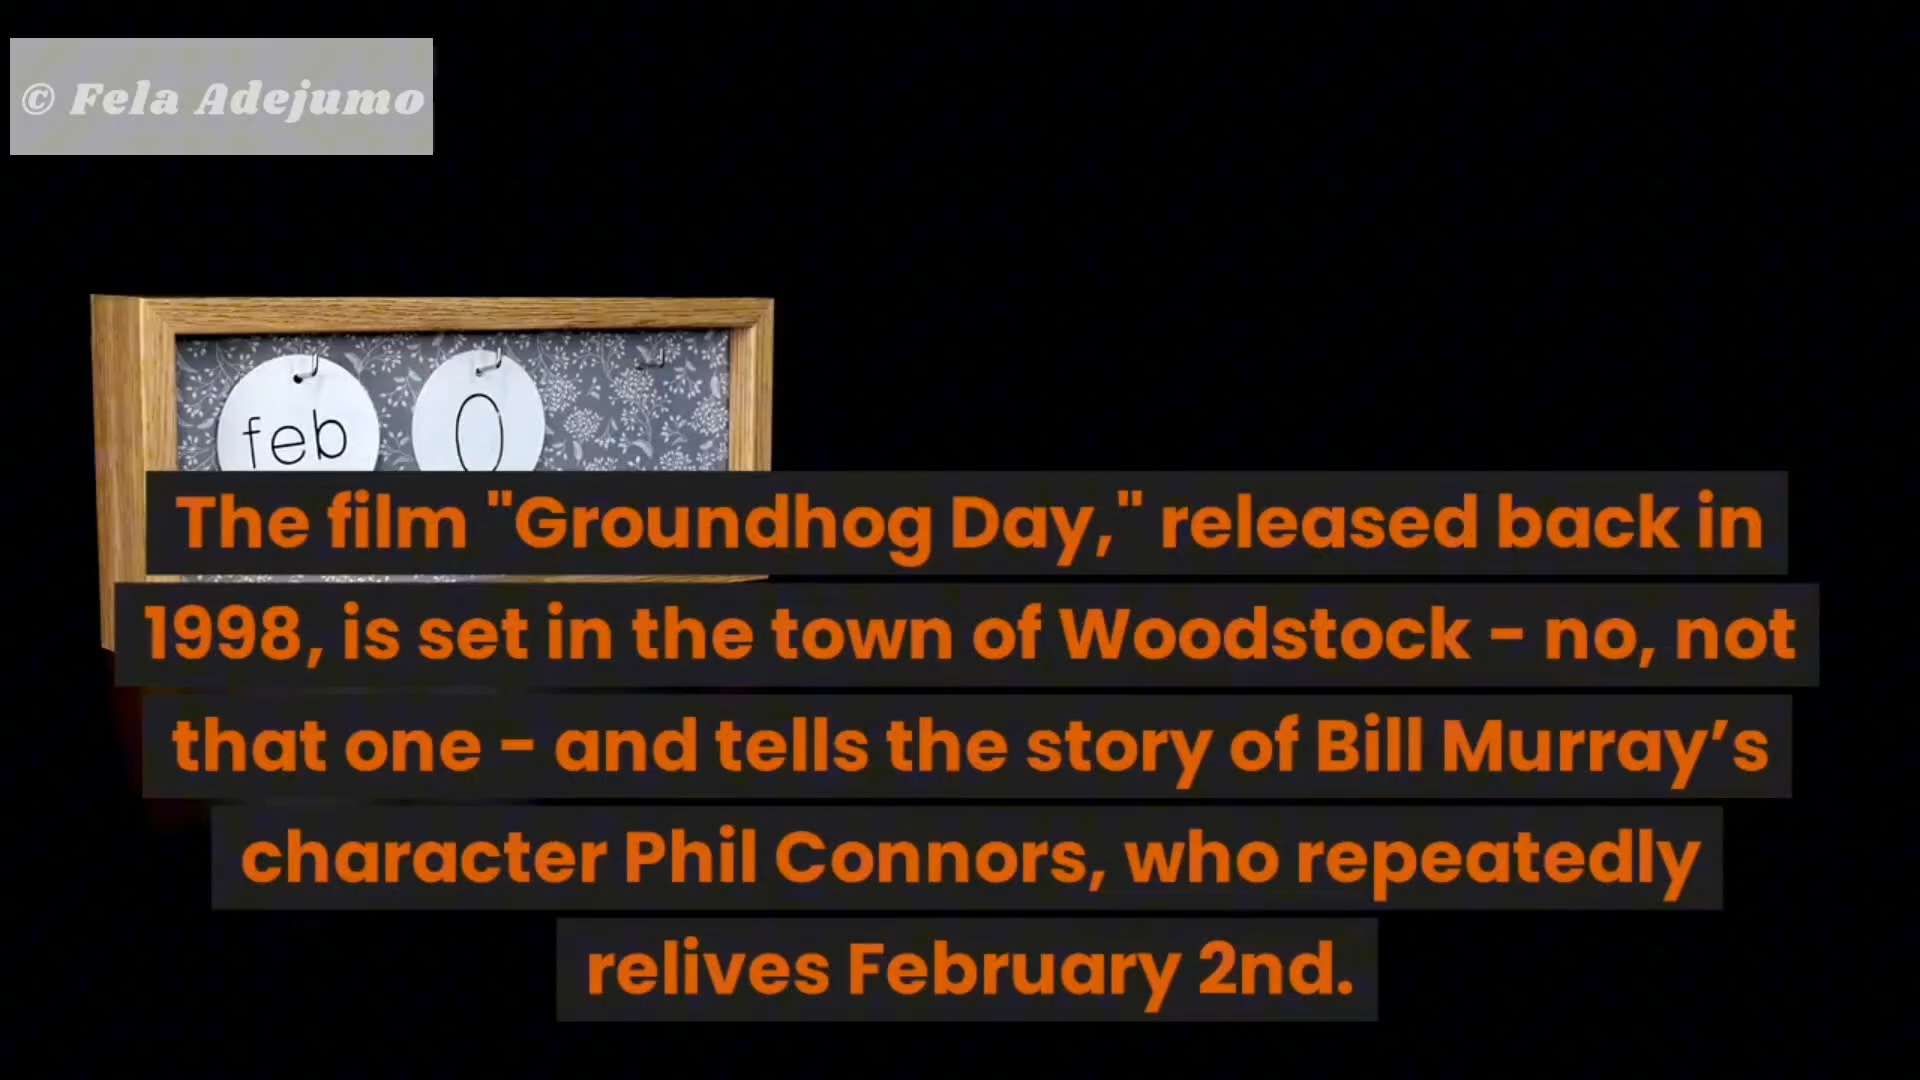 © Fela Adejumo
feb 0
The film "Groundhog Day," released back in
1998, is set in the town of Woodstock - no, not
that one - and tells the story of Bill Murray’s
character Phil Connors, who repeatedly
relives February 2nd.